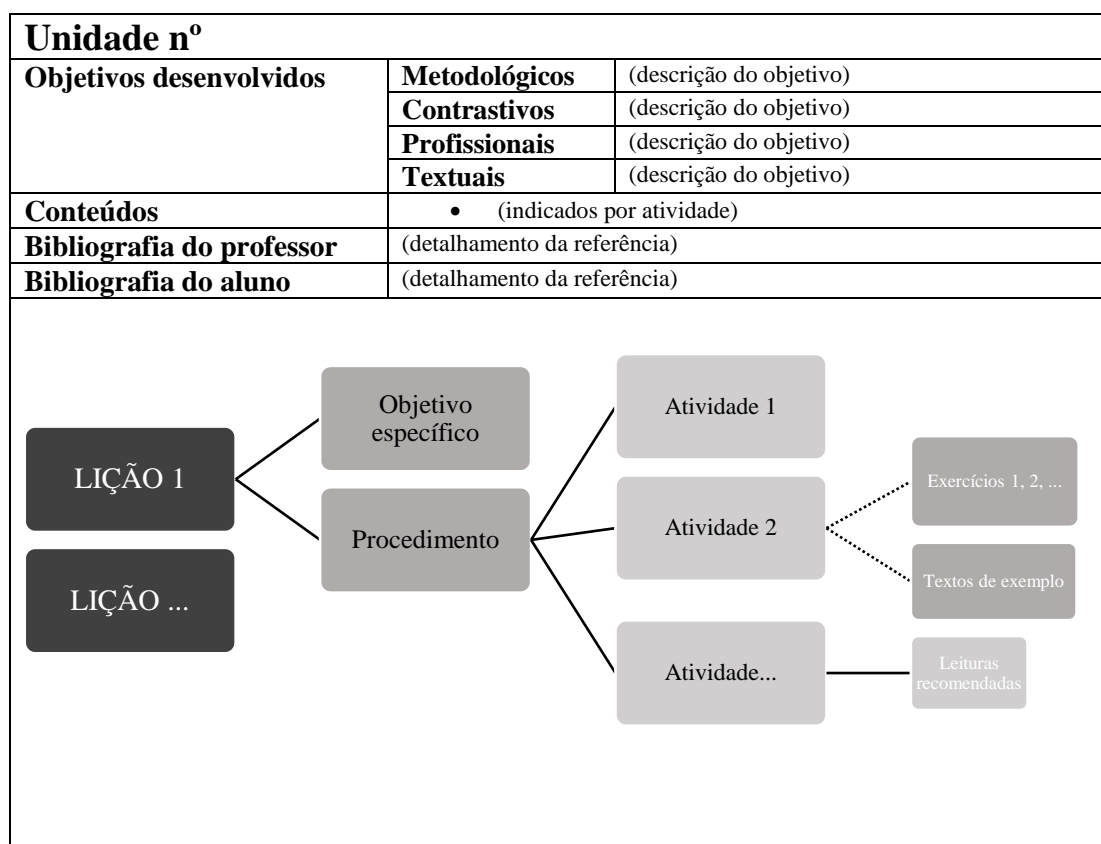 Unidade nº
Objetivos desenvolvidos
Metodológicos
(descrição do objetivo)
Contrastivos
(descrição do objetivo)
Profissionais
(descrição do objetivo)
Textuais
(descrição do objetivo)
Conteúdos
• (indicados por atividade)
Bibliografia do professor
(detalhamento da referência)
Bibliografia do aluno
(detalhamento da referência)
LIÇÃO 1
Objetivo
específico
Procedimento
Atividade 1
Atividade 2
Exercícios 1, 2, ...
Textos de exemplo
LIÇÃO ...
Atividade...
Leituras
recomendadas